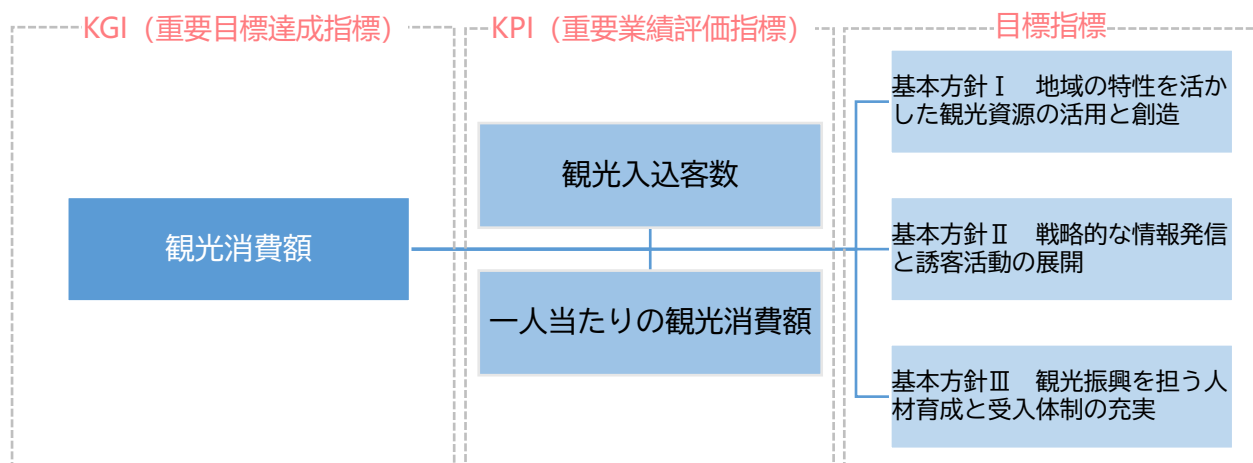 KGI（重要目標達成指標）
KPI（重要業績評価指標）
目標指標
観光消費額
観光入込客数
一人当たりの観光消費額
基本方針Ⅰ　地域の特性を活か
した観光資源の活用と創造
基本方針Ⅱ　戦略的な情報発信
と誘客活動の展開
基本方針Ⅲ　観光振興を担う人
材育成と受入体制の充実